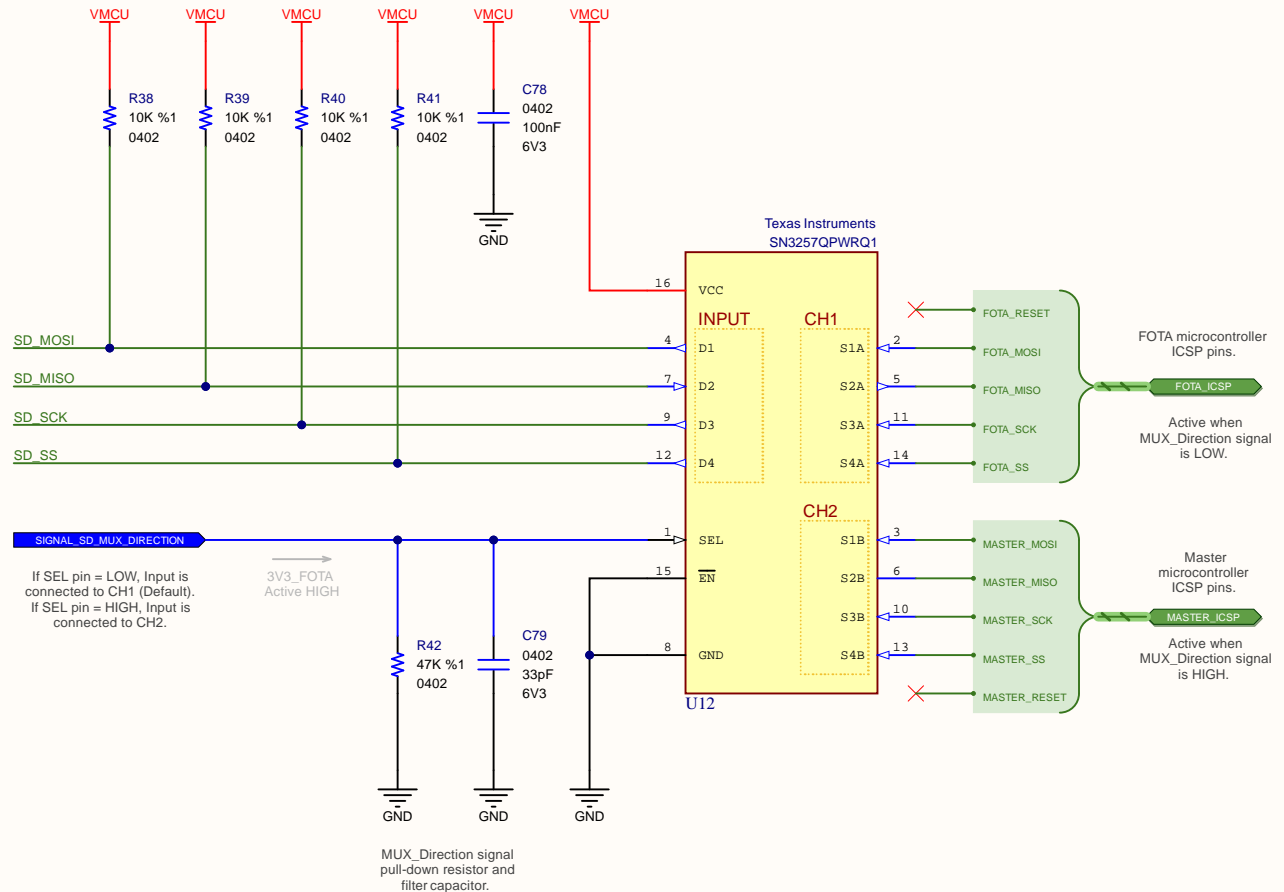 VMCU
VMCU
VMCU
VMCU
VMCU
VMCU
R38
10K %1
0402
R39
10K %1
0402
R40
10K %1
0402
R41
10K %1
0402
C78
0402
100nF
6V3
GND
Texas Instruments
SN3257QPWRQ1
16
VCC
INPUT
CH1
SD_MOSI
4
D1
SD_MISO
7
D2
SD_SCK
9
D3
SD_SS
12
D4
S1A
2
S2A
5
S3A
11
S4A
14
FOTA_RESET
FOTA_MOSI
FOTA_MISO
FOTA_SCK
FOTA_SS
FOTA microcontroller
ICSP pins.
FOTA_ICSP
Active when
MUX_Direction signal
is LOW.
CH2
SIGNAL_SD_MUX_DIRECTION
1
SEL
15
EN
8
GND
S1B
3
S2B
6
S3B
10
S4B
13
MASTER_MOSI
MASTER_MISO
MASTER_SCK
MASTER_SS
MASTER_RESET
Master
microcontroller
ICSP pins.
MASTER_ICSP
Active when
MUX_Direction signal
is HIGH.
If SEL pin = LOW, Input is
connected to CH1 (Default).
If SEL pin = HIGH, Input is
connected to CH2.
3V3_FOTA
Active HIGH
R42
47K %1
0402
C79
0402
33pF
6V3
U12
GND
GND
GND
MUX_Direction signal
pull-down resistor and
filter capacitor.